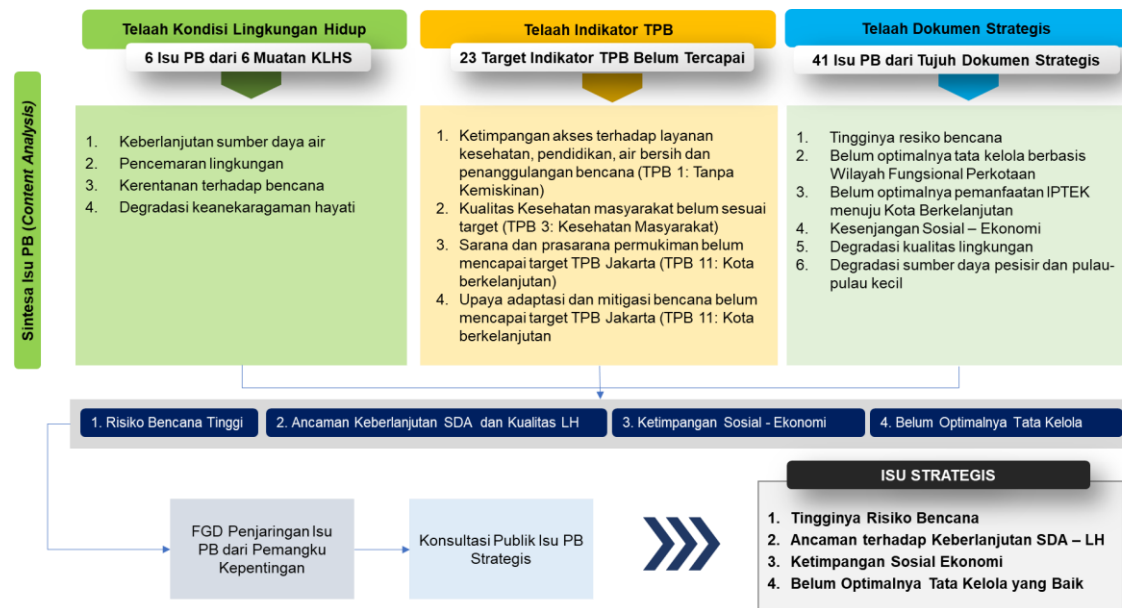 Sintesa Isu PB (Content Analysis)
Telaah Kondisi Lingkungan Hidup
6 Isu PB dari 6 Muatan KLHS
1. Keberlanjutan sumber daya air
2. Pencemaran lingkungan
3. Kerentanan terhadap bencana
4. Degradasi keanekaragaman hayati
Telaah Indikator TPB
23 Target Indikator TPB Belum Tercapai
1. Ketimpangan akses terhadap layanan
kesehatan, pendidikan, air bersih dan
penanggulangan bencana (TPB 1: Tanpa
Kemiskinan)
2. Kualitas Kesehatan masyarakat belum sesuai
target (TPB 3: Kesehatan Masyarakat)
3. Sarana dan prasarana permukiman belum
mencapai target TPB Jakarta (TPB 11: Kota
berkelanjutan)
4. Upaya adaptasi dan mitigasi bencana belum
mencapai target TPB Jakarta (TPB 11: Kota
berkelanjutan
Telaah Dokumen Strategis
41 Isu PB dari Tujuh Dokumen Strategis
1. Tingginya resiko bencana
2. Belum optimalnya tata kelola berbasis
Wilayah Fungsional Perkotaan
3. Belum optimalnya pemanfaatan IPTEK
menuju Kota Berkelanjutan
4. Kesenjangan Sosial – Ekonomi
5. Degradasi kualitas lingkungan
6. Degradasi sumber daya pesisir dan pulau-
pulau kecil
1. Risiko Bencana Tinggi
2. Ancaman Keberlanjutan SDA dan Kualitas LH
3. Ketimpangan Sosial - Ekonomi
4. Belum Optimalnya Tata Kelola
FGD Penjaringan Isu
PB dari Pemangku
Kepentingan
Konsultasi Publik Isu PB
Strategis
ISU STRATEGIS
1. Tingginya Risiko Bencana
2. Ancaman terhadap Keberlanjutan SDA – LH
3. Ketimpangan Sosial Ekonomi
4. Belum Optimalnya Tata Kelola yang Baik